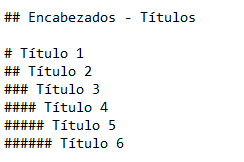 ## Encabezados - Títulos

# Título 1
## Título 2
### Título 3
#### Título 4
##### Título 5
###### Título 6